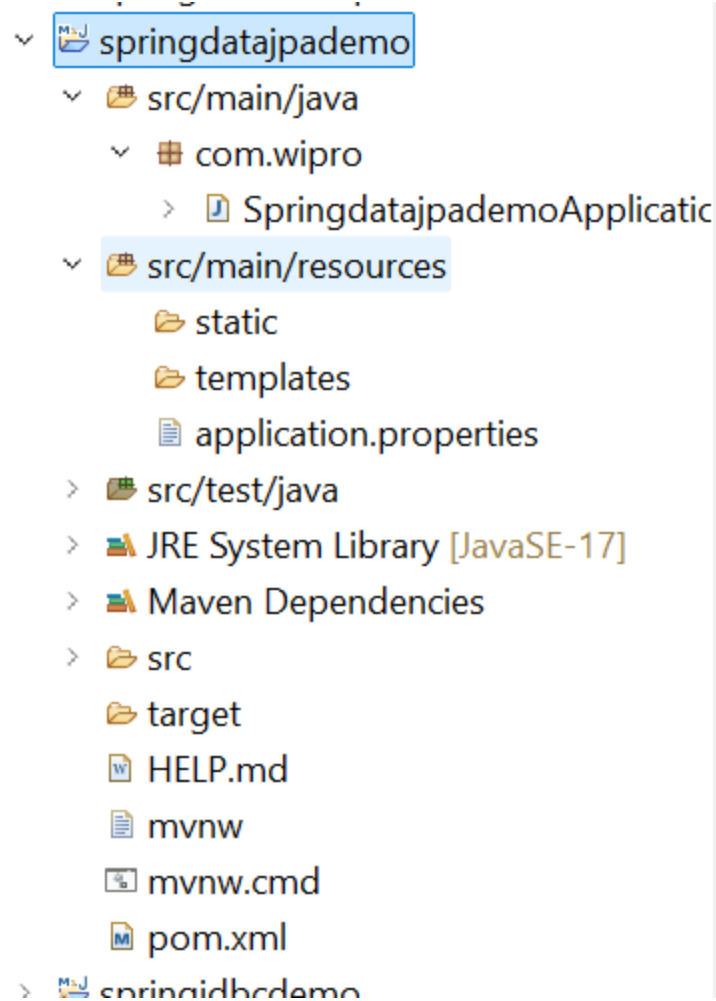 springdatajpademo
src/main/java
com.wipro
SpringdatajpademoApplicatic
src/main/resources
static
templates
application.properties
src/test/java
JRE System Library [JavaSE-17]
Maven Dependencies
src
target
HELP.md
mvnw
mvnw.cmd
pom.xml
springjdbcdemo